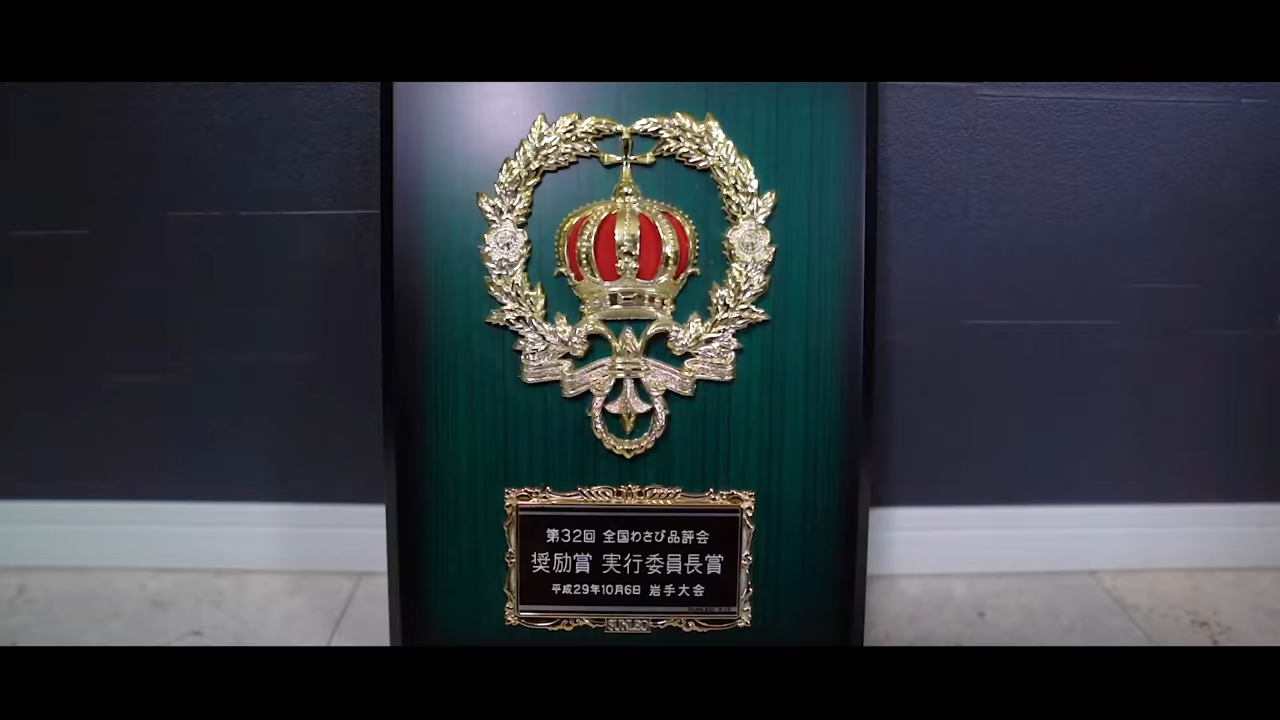 第32回 全国わさび品評会
奨励賞 実行委員長賞
平成29年10月6日 岩手大会